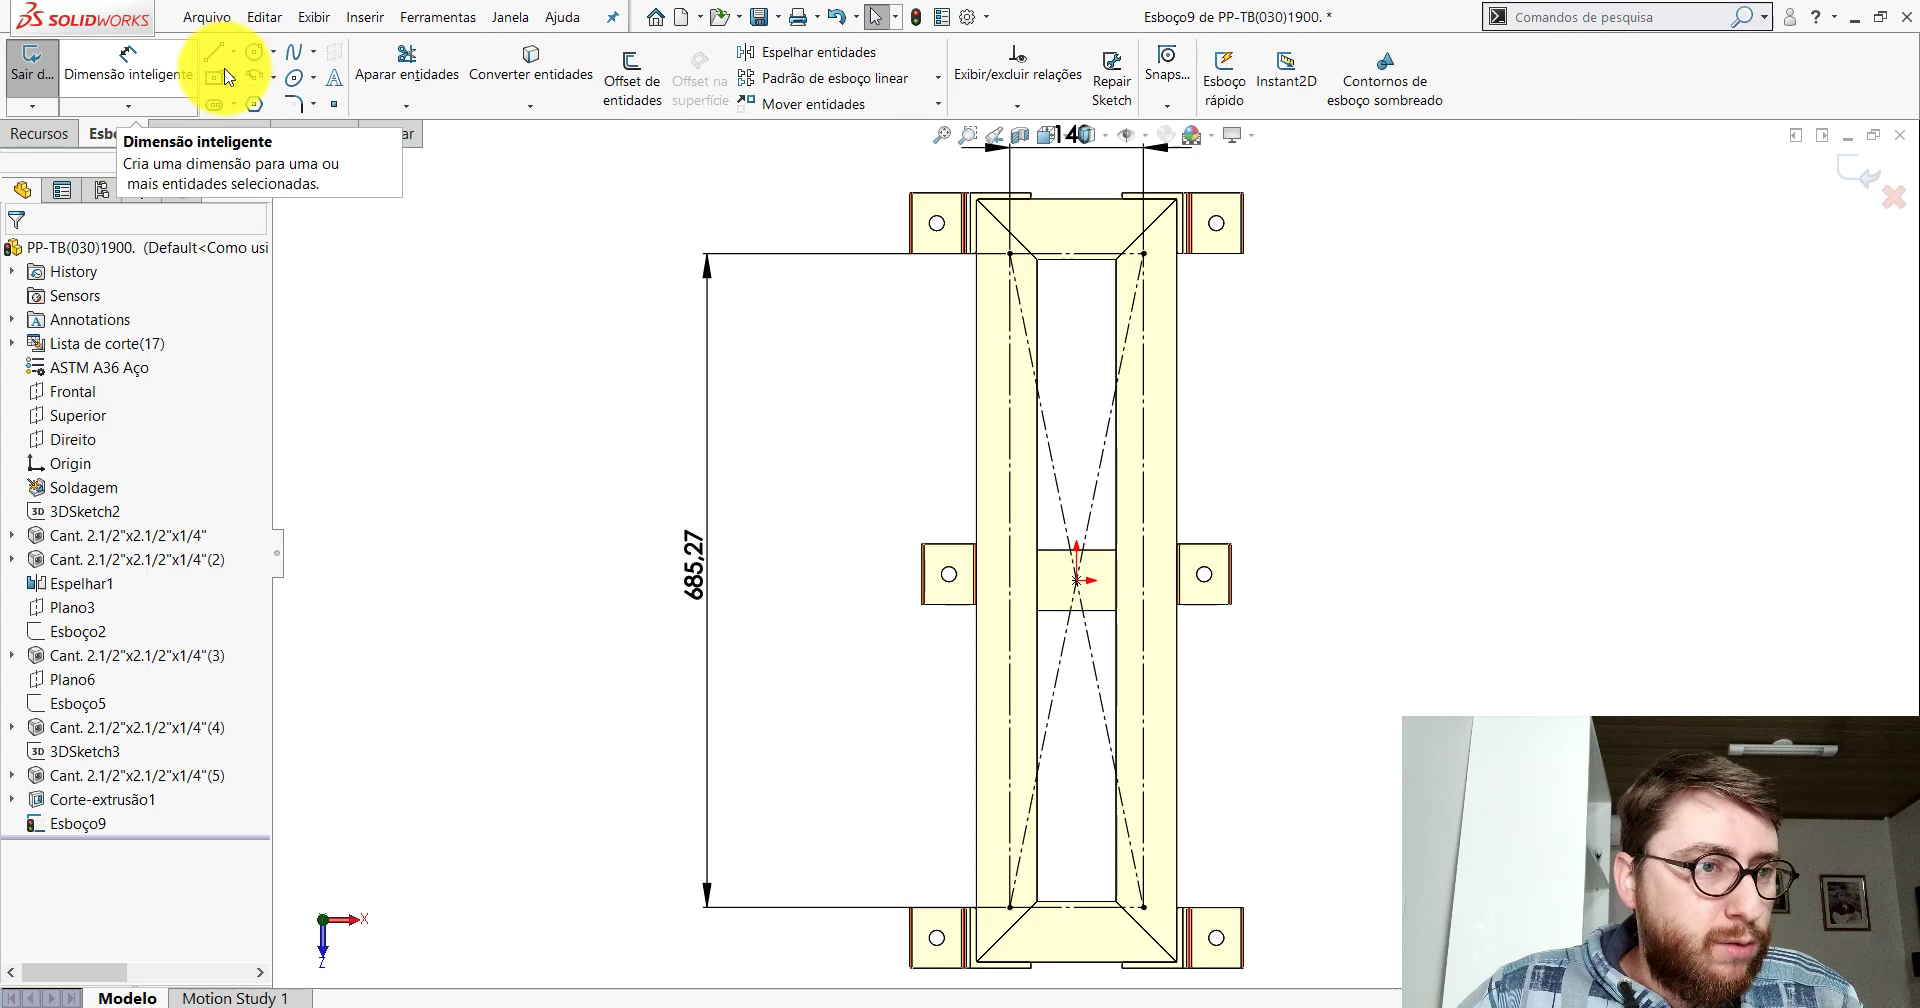 SOLIDWORKS
Arquivo
Editar
Exibir
Inserir
Ferramentas
Janela
Ajuda
Esboço9 de PP-TB(030)1900. *
Comandos de pesquisa
Sair d...
Dimensão inteligente
Aparar entidades
Converter entidades
Offset de
entidades
Offset na
superfície
Espelhar entidades
Padrão de esboço linear
Mover entidades
Exibir/excluir relações
Repair
Sketch
Snaps...
Esboço
rápido
Instant2D
Contornos de
esboço sombreado
Recursos
Dimensão inteligente
Cria uma dimensão para uma ou
mais entidades selecionadas.
PP-TB(030)1900. (Default<Como usi
History
Sensors
Annotations
Lista de corte(17)
ASTM A36 Aço
Frontal
Superior
Direito
Origin
Soldagem
3D 3DSketch2
Cant. 2.1/2"x2.1/2"x1/4"
Cant. 2.1/2"x2.1/2"x1/4"(2)
Espelhar1
Plano3
Esboço2
Cant. 2.1/2"x2.1/2"x1/4"(3)
Plano6
Esboço5
Cant. 2.1/2"x2.1/2"x1/4"(4)
3D 3DSketch3
Cant. 2.1/2"x2.1/2"x1/4"(5)
Corte-extrusão1
Esboço9
685,27
X
Z
Modelo
Motion Study 1